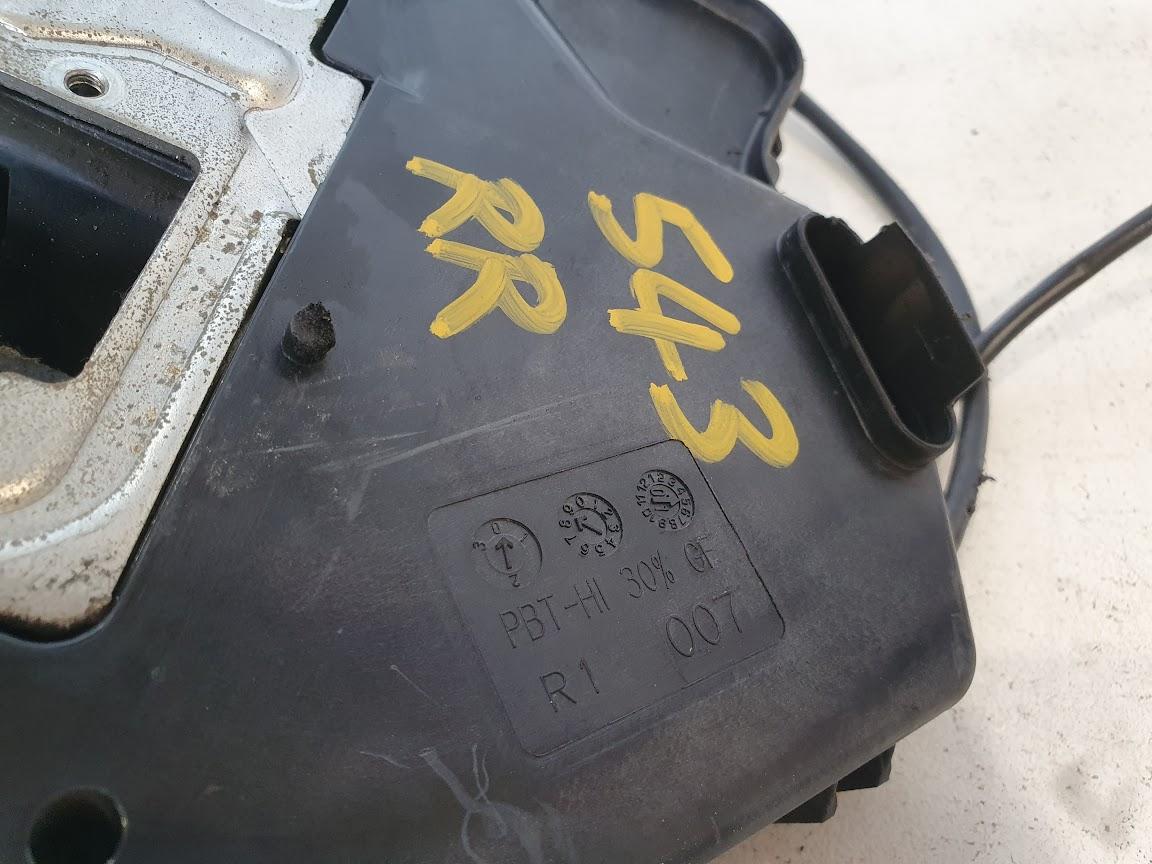 RR
543
PBT-HI 30% GF
R1 007